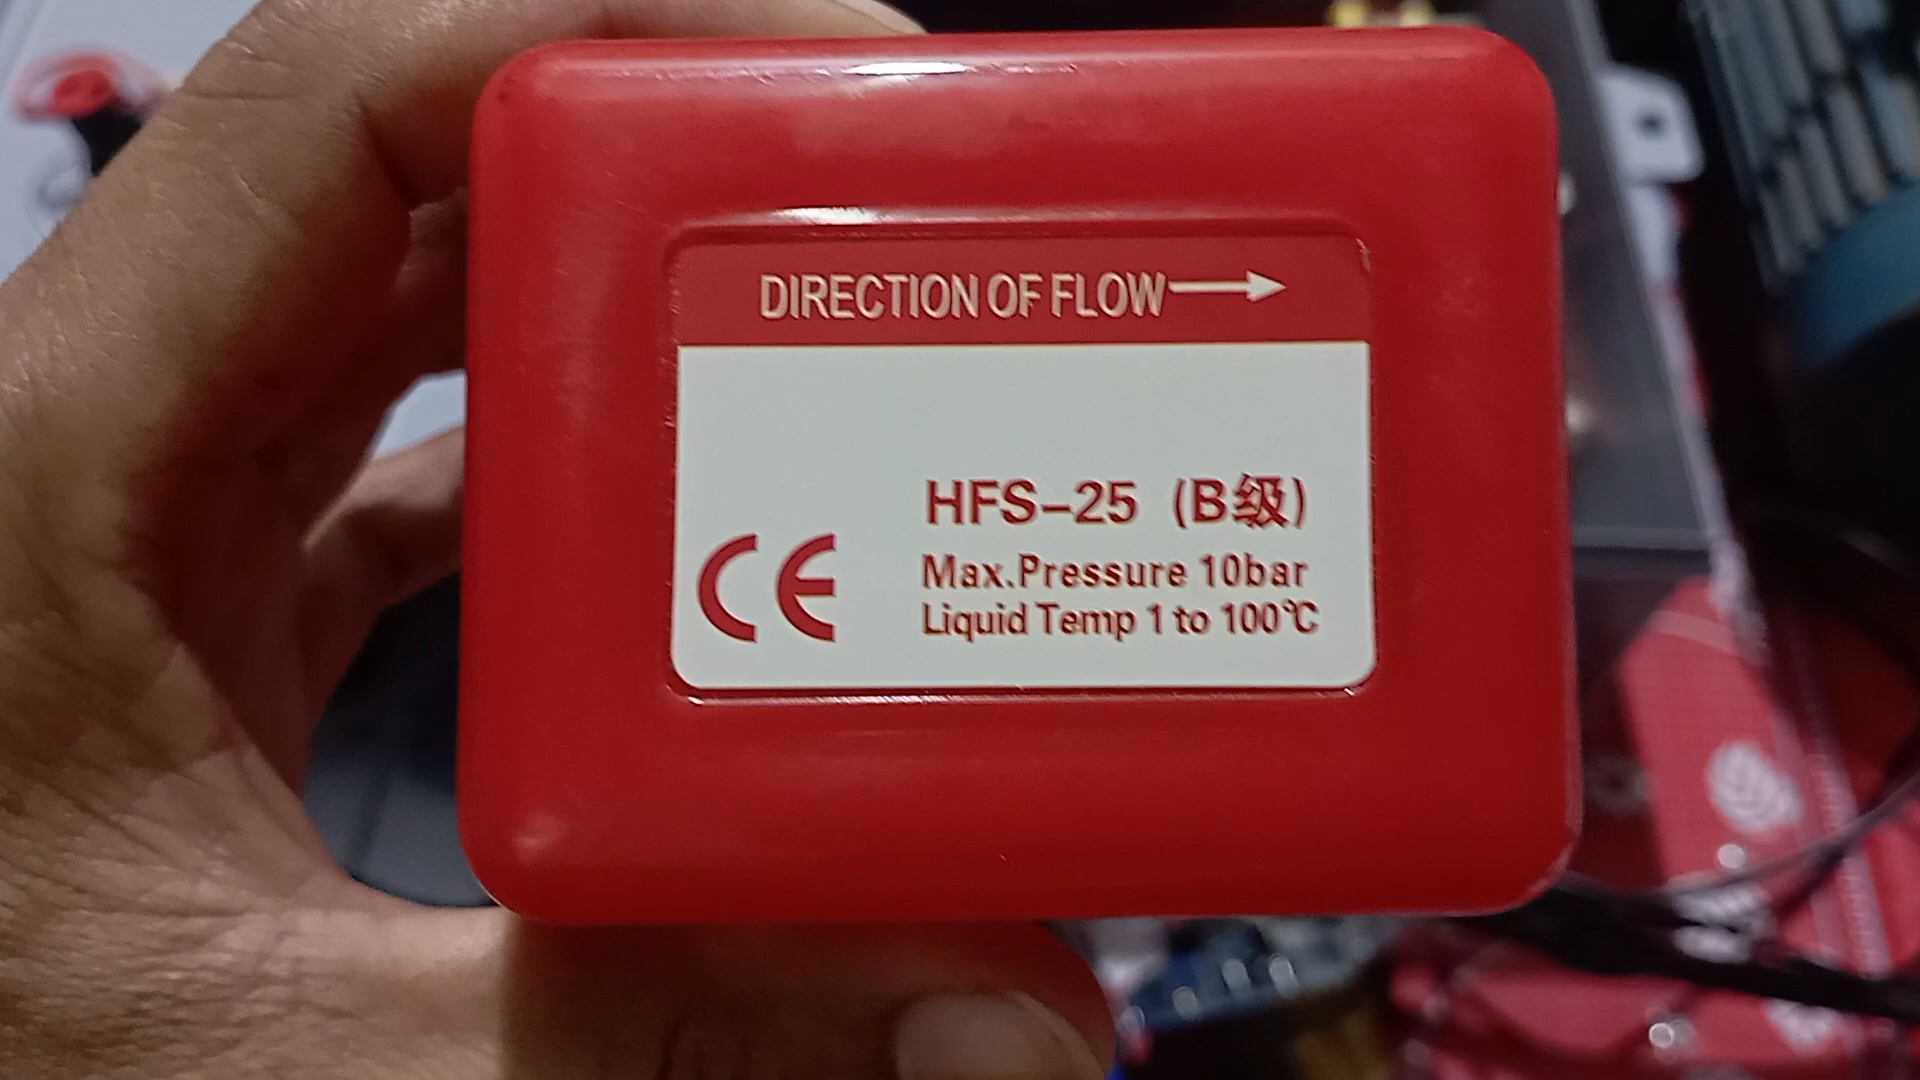 DIRECTION OF FLOW
HFS-25 (B级)
CE
Max.Pressure 10bar
Liquid Temp 1 to 100℃